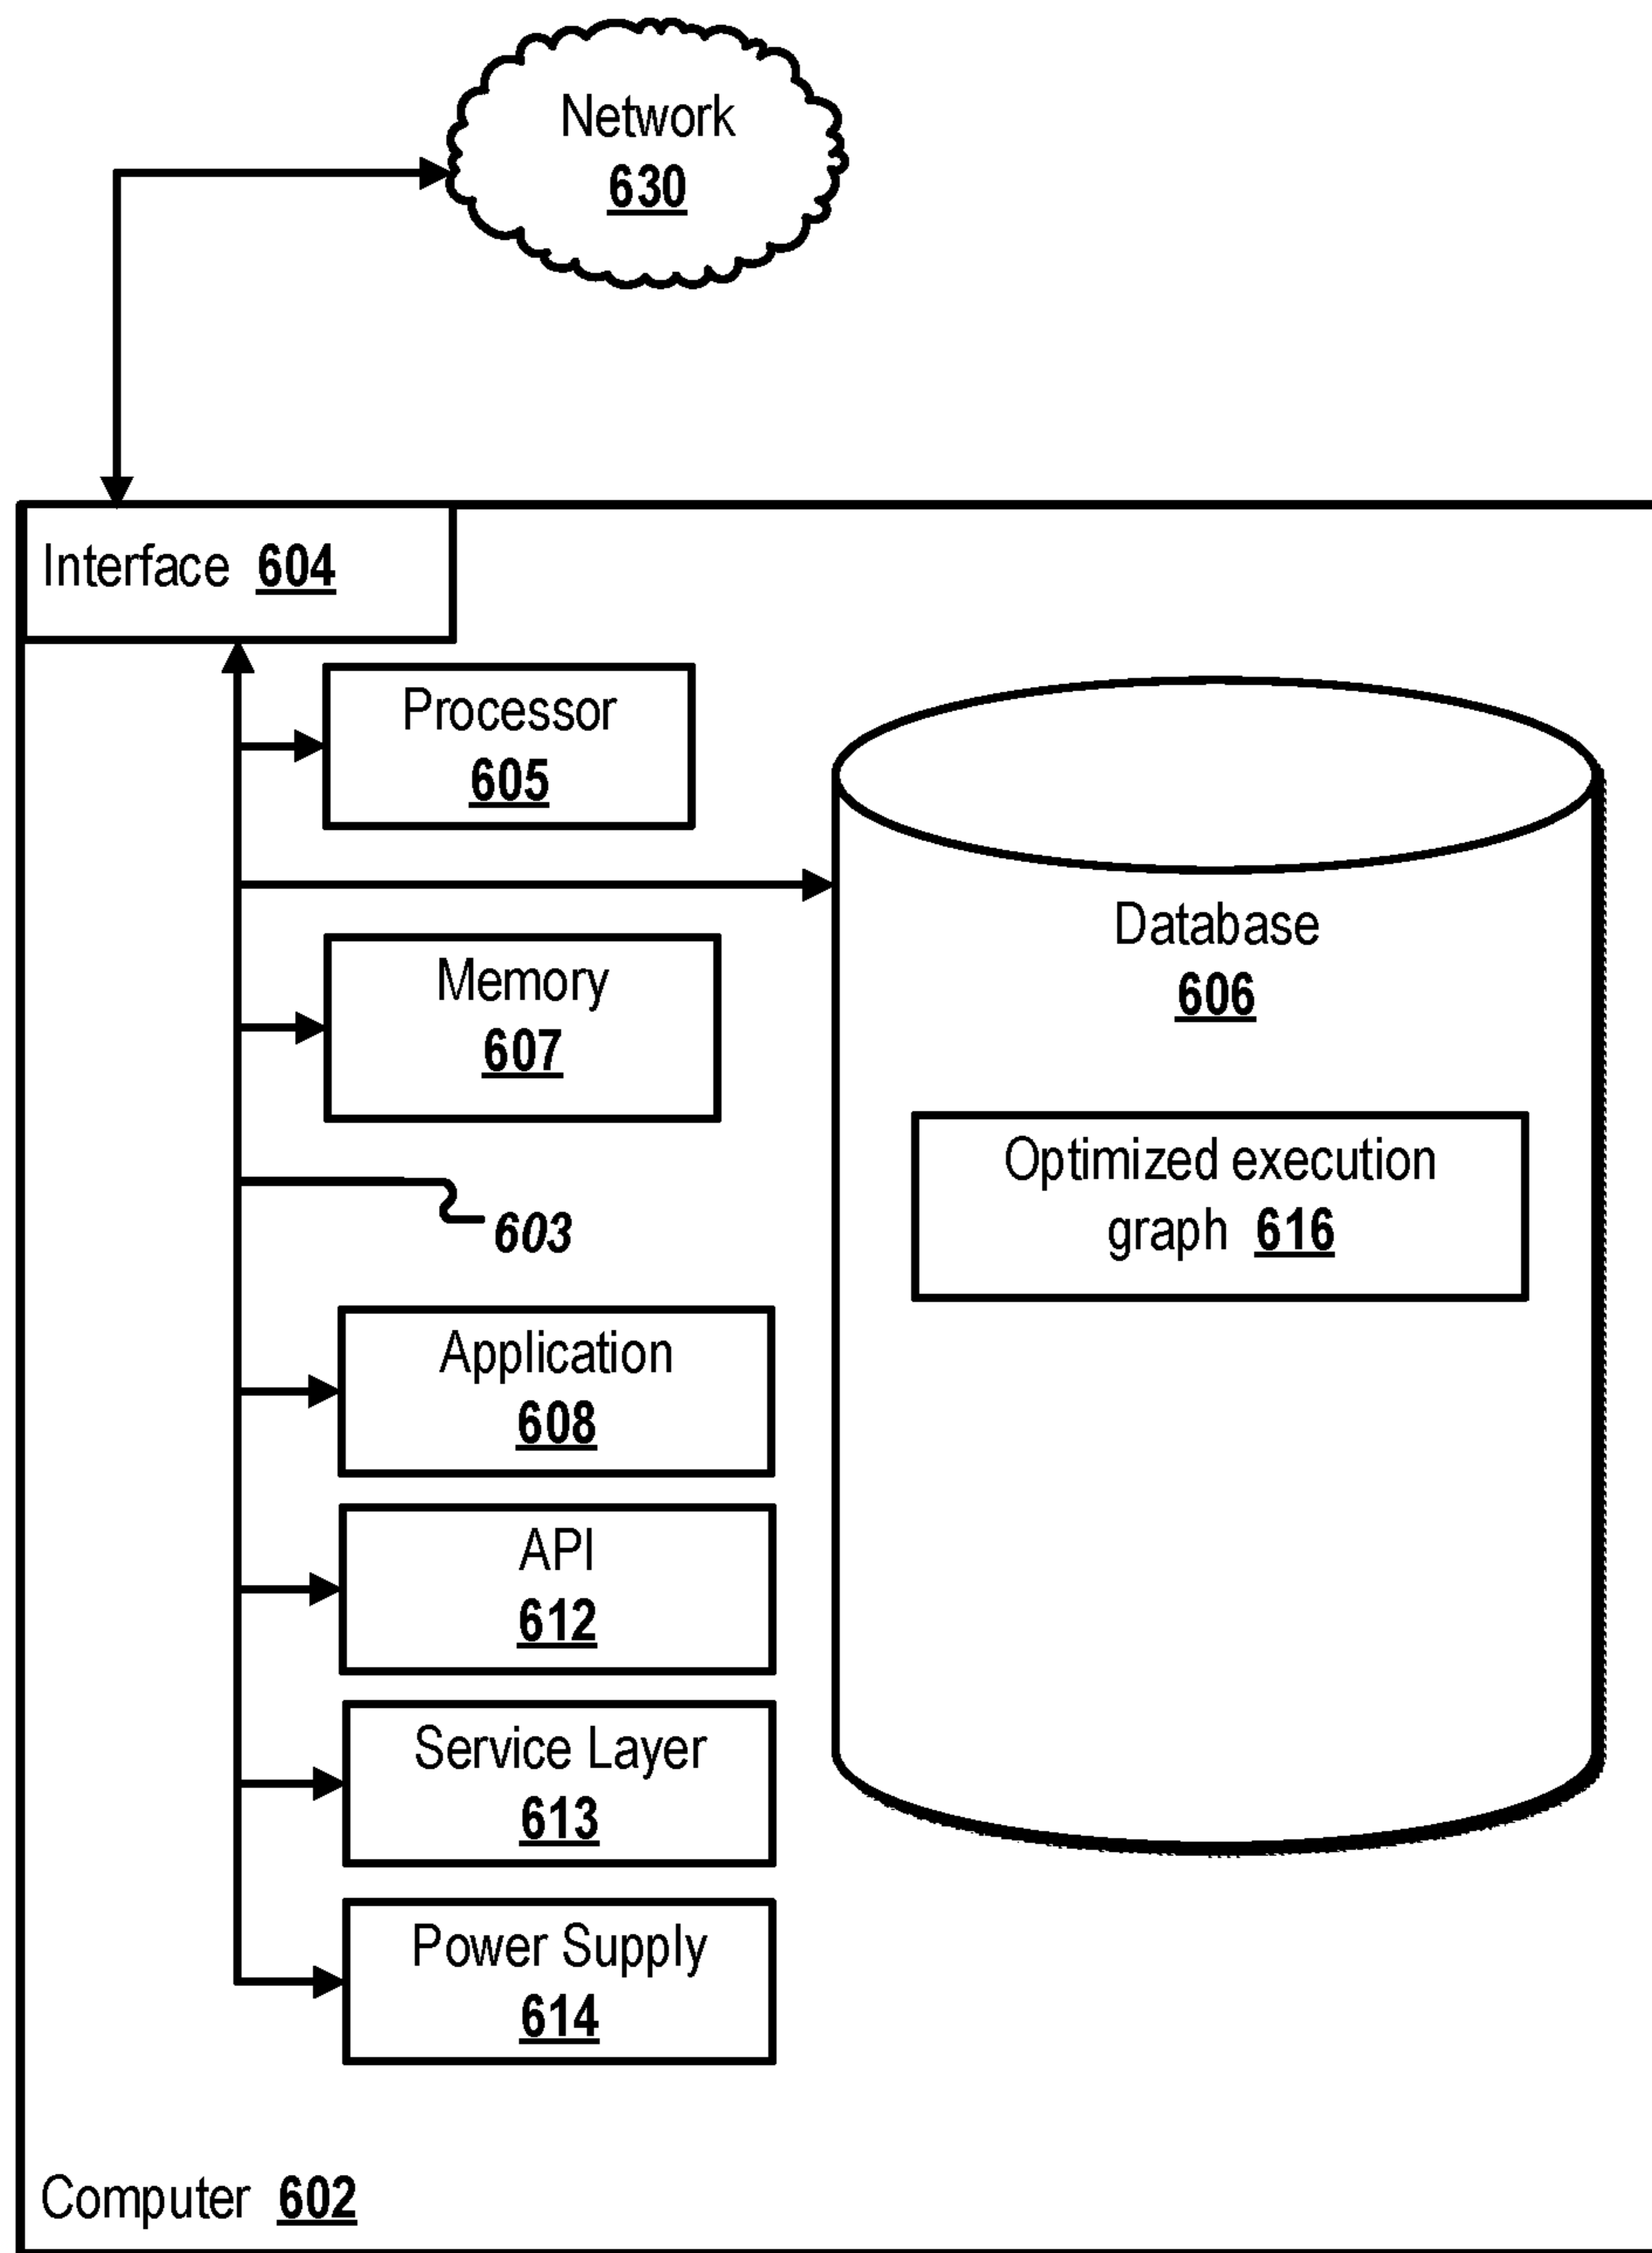 Network
630
Interface 604
Processor
605
Database
606
Memory
607
Optimized execution
graph 616
603
Application
608
API
612
Service Layer
613
Power Supply
614
Computer 602